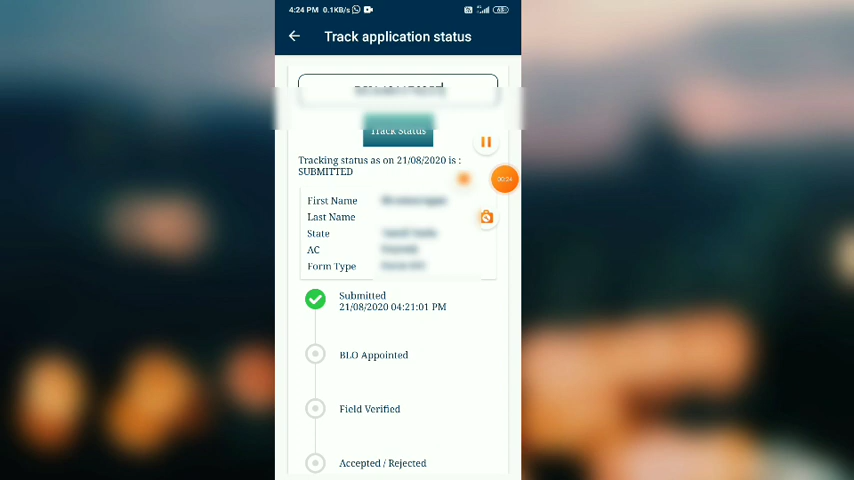 4:24 PM 0.1KB/s
Track application status
Track Status
Tracking status as on 21/08/2020 is :
SUBMITTED
00:24
First Name
Last Name
State
AC
Form Type
Submitted
21/08/2020 04:21:01 PM
BLO Appointed
Field Verified
Accepted / Rejected